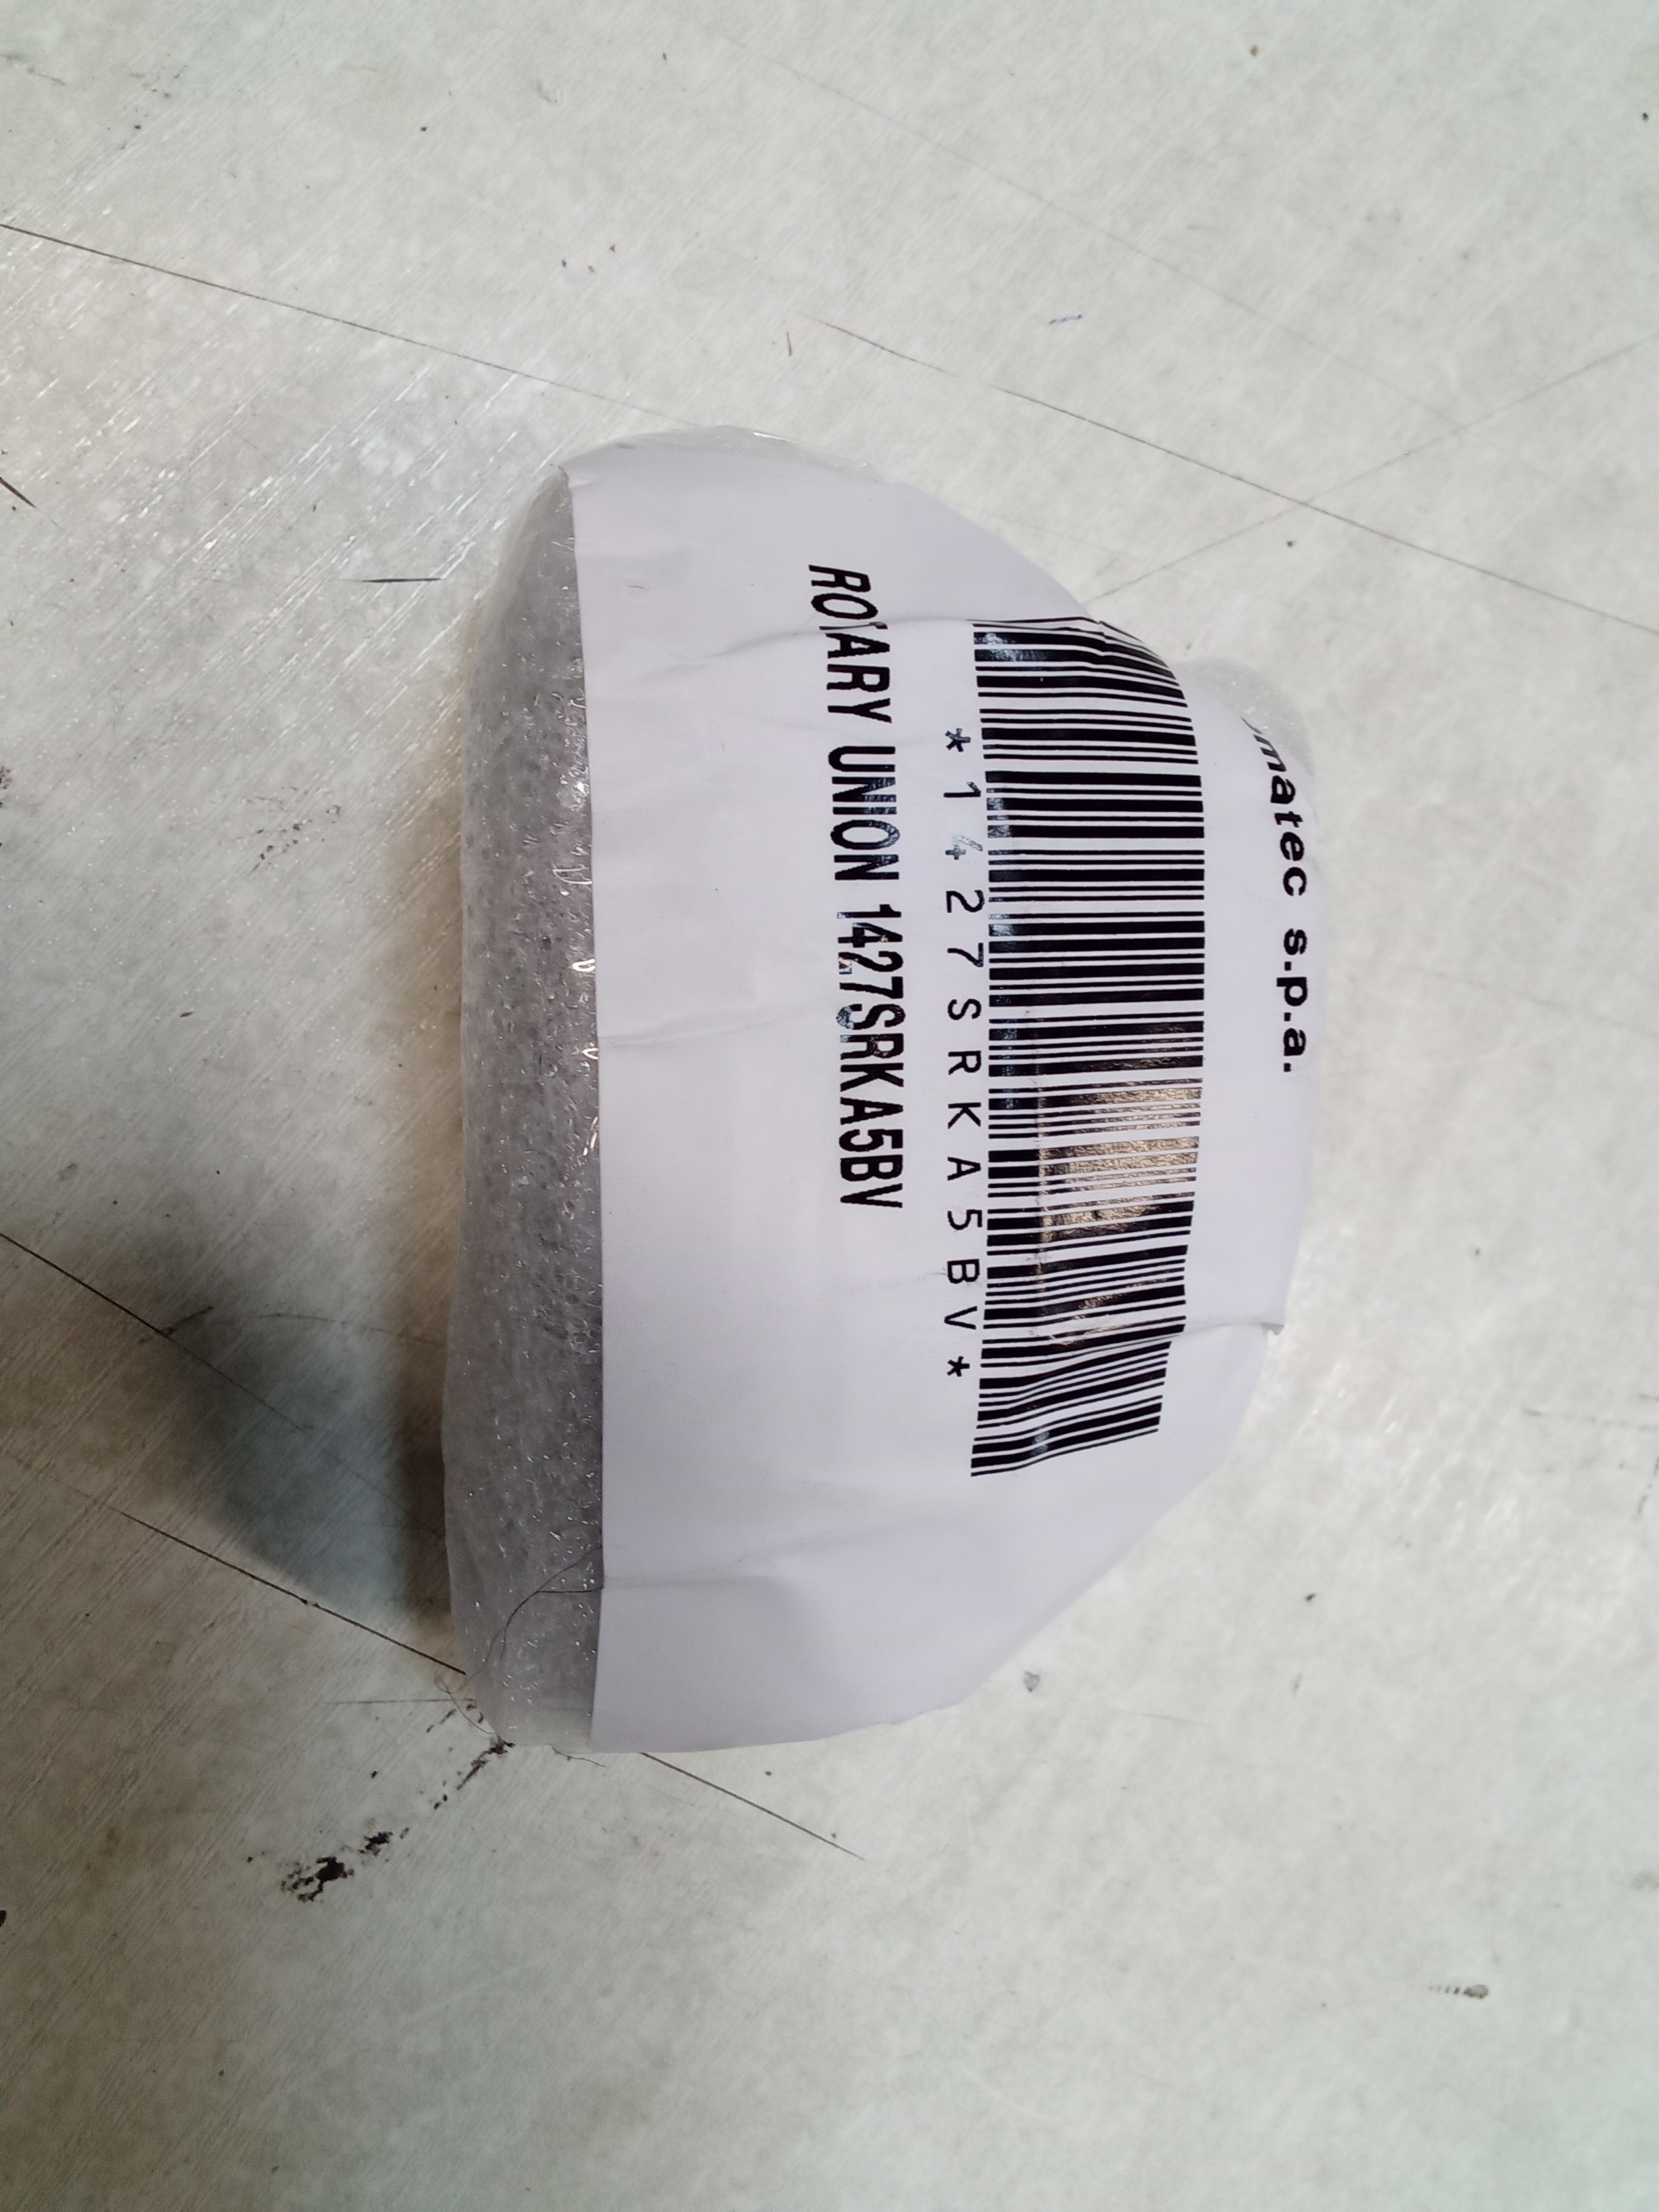 matec s.p.a.
*1427SRKA5BV*
ROTARY UNION 1427SRKA5BV